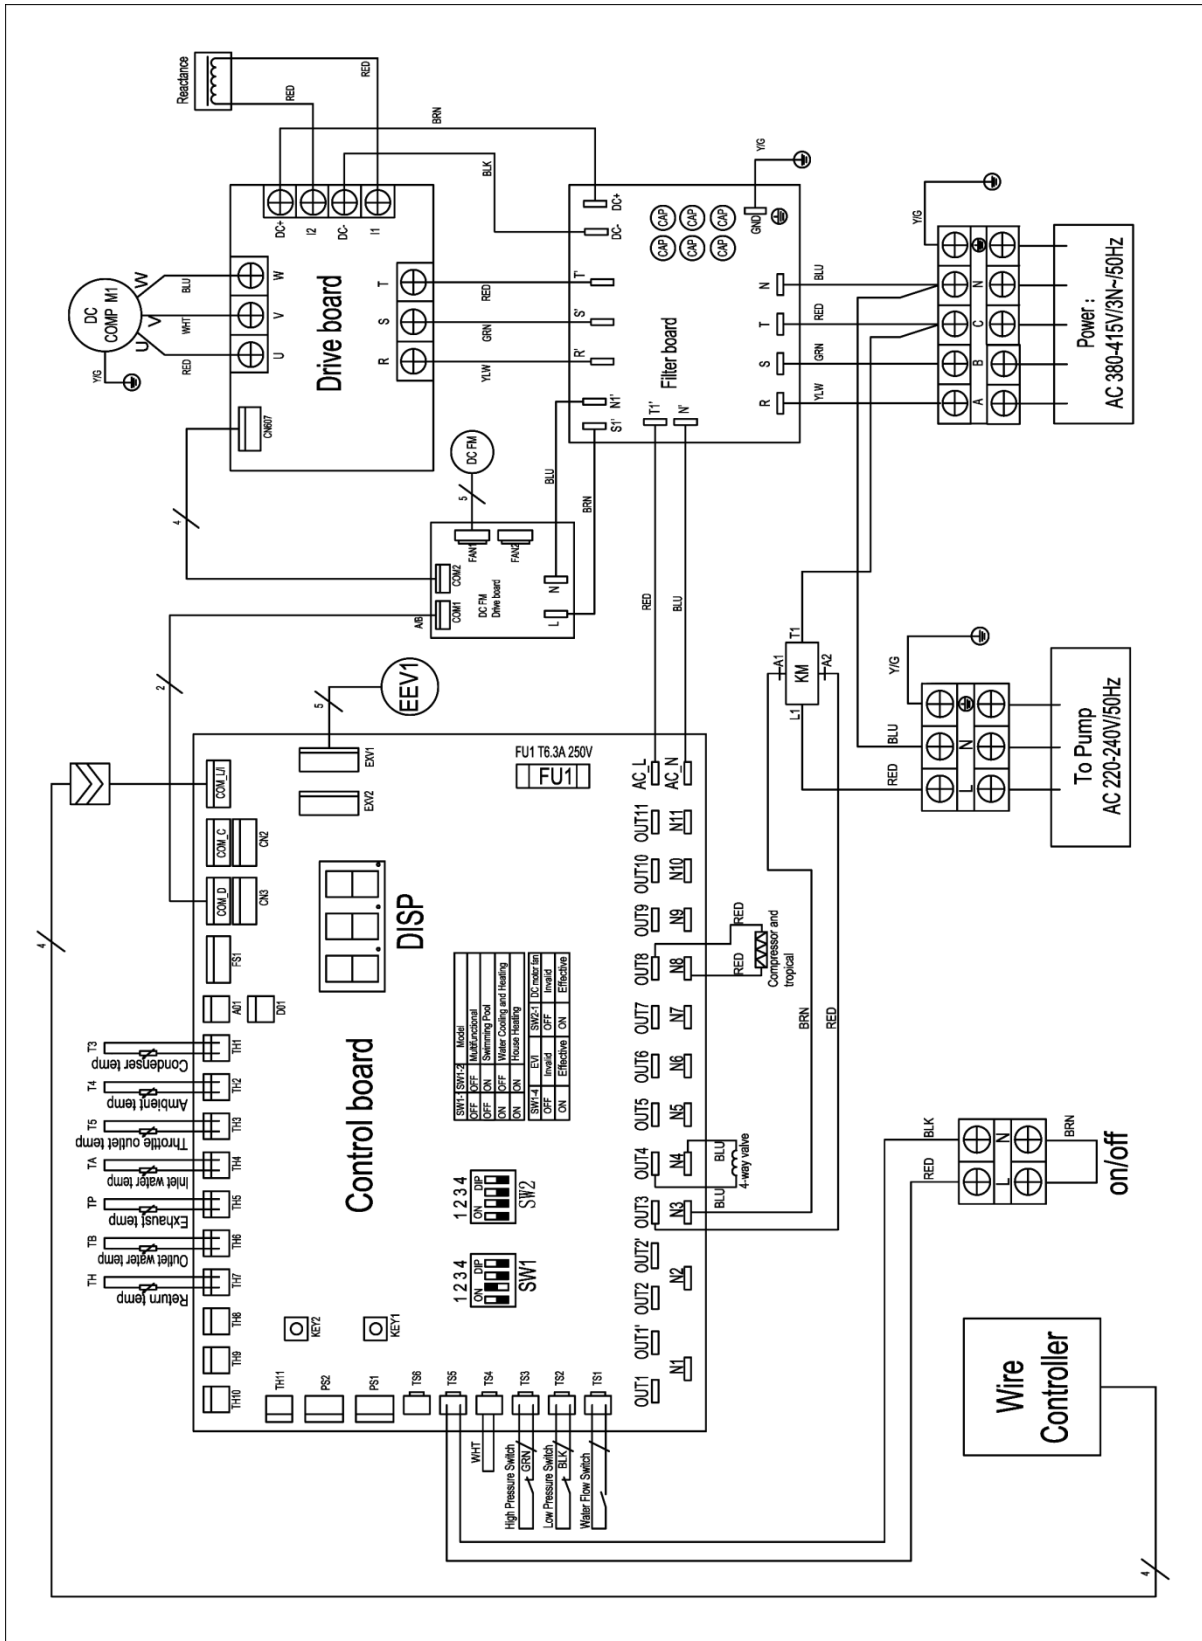 Reactance
RED
RED
BRN
BLK
DC
COMP M1
U
V
W
Y/G
RED
WHT
BLU
U
V
W
DC+
I2
DC-
I1
Drive board
CN607
R
S
T
YLW
GRN
RED
4
DC FM
5
FAN1
FAN2
COM2
COM1
A/B
DC FM
Drive board
N
L
BLU
BRN
DC+
DC-
T'
S'
R'
N1'
S1'
T1'
N'
CAP
CAP
CAP
CAP
CAP
CAP
GND
Y/G
Filter board
R
S
T
N
YLW
GRN
RED
BLU
Y/G
A
B
C
N
Power :
AC 380-415V/3N~/50Hz
RED
BLU
2
EEV1
5
EXV1
EXV2
FU1 T6.3A 250V
FU1
AC_L
AC_N
COM_L/I
COM_C
CN2
COM_D
CN3
FS1
A01
D01
4
DISP
Control board
T3
Condenser temp
TH1
T4
Ambient temp
TH2
T5
Throttle outlet temp
TH3
TA
Inlet water temp
TH4
TP
Exhaust temp
TH5
TB
Outlet water temp
TH6
TH
Return temp
TH7
TH8
TH9
TH10
TH11
PS2
PS1
TS6
TS5
TS4
TS3
TS2
TS1
KEY2
KEY1
SW1-1 SW1-2 Model
OFF OFF Multifunctional
OFF ON Swimming Pool
ON OFF Water Cooling and Heating
ON ON House Heating
SW1-4 EVI SW2-1 DC motor fan
OFF Invalid OFF Invalid
ON Effective ON Effective
1 2 3 4
ON DIP
SW2
1 2 3 4
ON DIP
SW1
OUT11
OUT10
OUT9
OUT8
OUT7
OUT6
OUT5
OUT4
OUT3
OUT2'
OUT2
OUT1'
OUT1
N11
N10
N9
N8
N7
N6
N5
N4
N3
N2
N1
RED
RED
Compressor and
tropical
BLU
4-way valve
BLU
BRN
RED
WHT
High Pressure Switch
GRN
Low Pressure Switch
BLK
Water Flow Switch
A1
T1
KM
A2
L1
Y/G
BLU
RED
L
N
To Pump
AC 220-240V/50Hz
BLK
RED
N
L
BRN
on/off
Wire
Controller
4